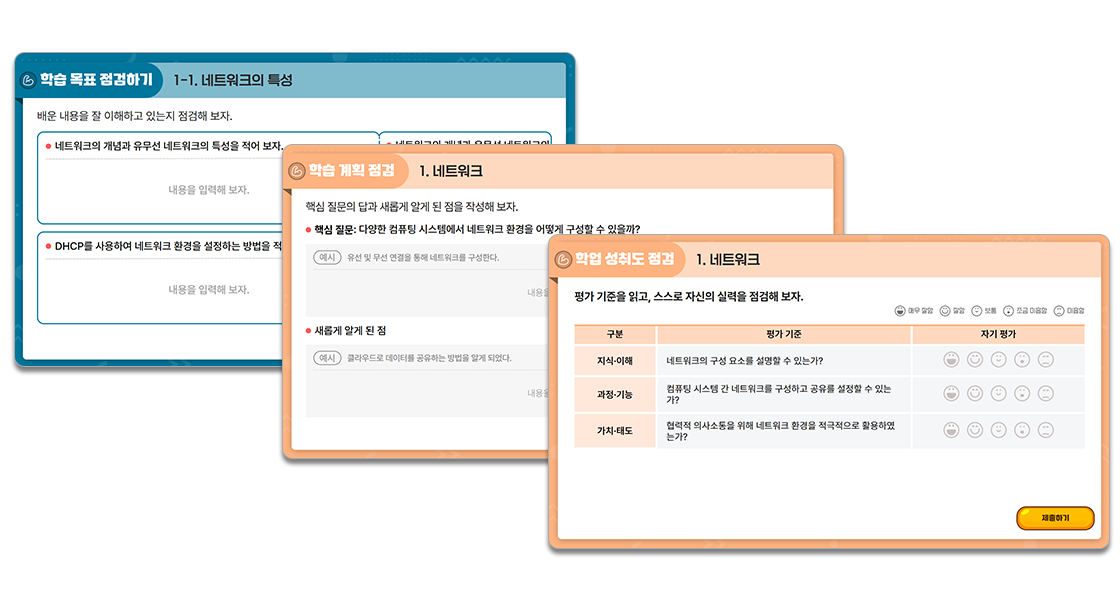 학습 목표 점검하기
1-1. 네트워크의 특성
배운 내용을 잘 이해하고 있는지 점검해 보자.
네트워크의 개념과 유무선 네트워크의 특성을 적어 보자.
내용을 입력해 보자.
네트워크의 개념과 유무선 네트워크의
DHCP를 사용하여 네트워크 환경을 설정하는 방법을 적
내용을 입력해 보자.
학습 계획 점검
1. 네트워크
핵심 질문의 답과 새롭게 알게 된 점을 작성해 보자.
핵심 질문: 다양한 컴퓨팅 시스템에서 네트워크 환경을 어떻게 구성할 수 있을까?
예시 유선 및 무선 연결을 통해 네트워크를 구성한다.
내용을
새롭게 알게 된 점
예시 클라우드로 데이터를 공유하는 방법을 알게 되었다.
내용을
학업 성취도 점검
1. 네트워크
평가 기준을 읽고, 스스로 자신의 실력을 점검해 보자.
매우 잘함 잘함 보통 조금 미흡함 미흡함
구분 평가 기준 자기 평가
지식·이해 네트워크의 구성 요소를 설명할 수 있는가?
과정·기능 컴퓨팅 시스템 간 네트워크를 구성하고 공유를 설정할 수 있는
가?
가치·태도 협력적 의사소통을 위해 네트워크 환경을 적극적으로 활용하였
는가?
제출하기